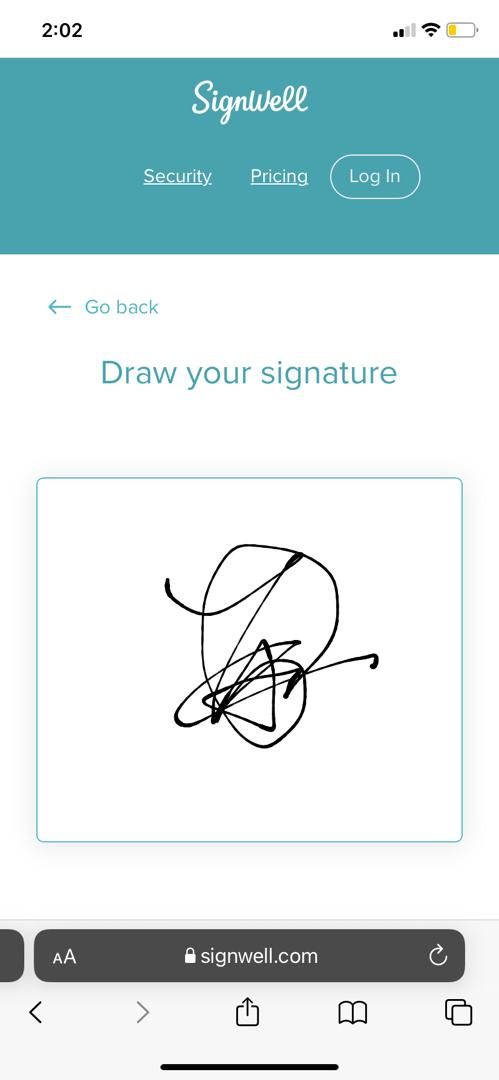 2:02
SignWell
Security Pricing Log In
← Go back
Draw your signature
AA signwell.com